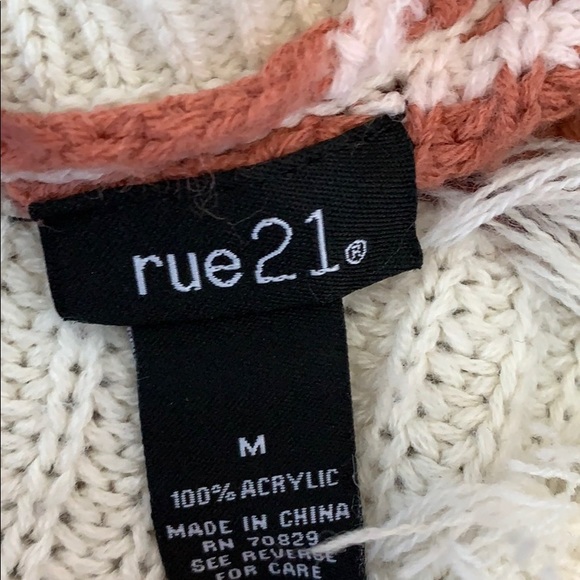 rue21®
M
100% ACRYLIC
MADE IN CHINA
RN 70829
SEE REVERSE
FOR CARE